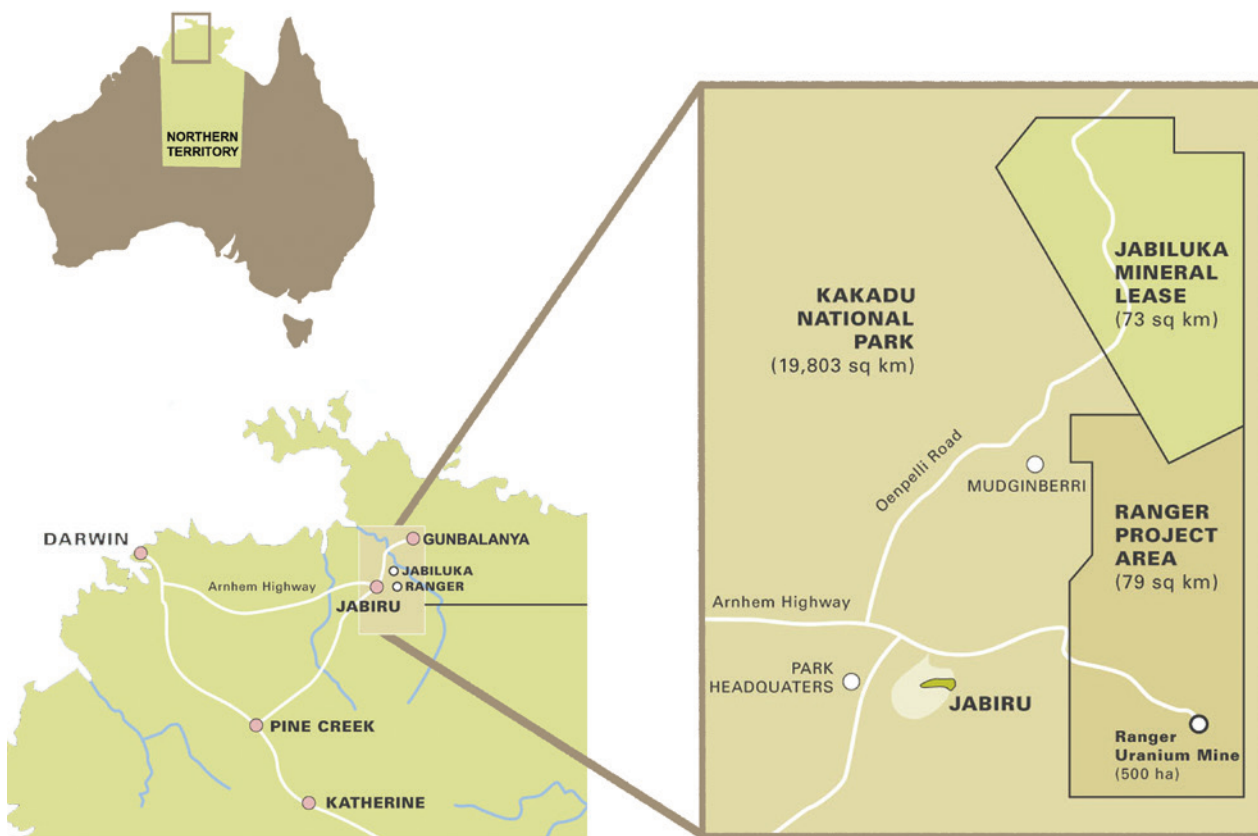 NORTHERN
TERRITORY
DARWIN
Arnhem Highway
GUNBALANYA
JABILUKA
RANGER
JABIRU
PINE CREEK
KATHERINE
KAKADU
NATIONAL
PARK
(19,803 sq km)
JABILUKA
MINERAL
LEASE
(73 sq km)
Oenpelli Road
MUDGINBERRI
RANGER
PROJECT
AREA
(79 sq km)
Arnhem Highway
PARK
HEADQUATERS
JABIRU
Ranger
Uranium Mine
(500 ha)